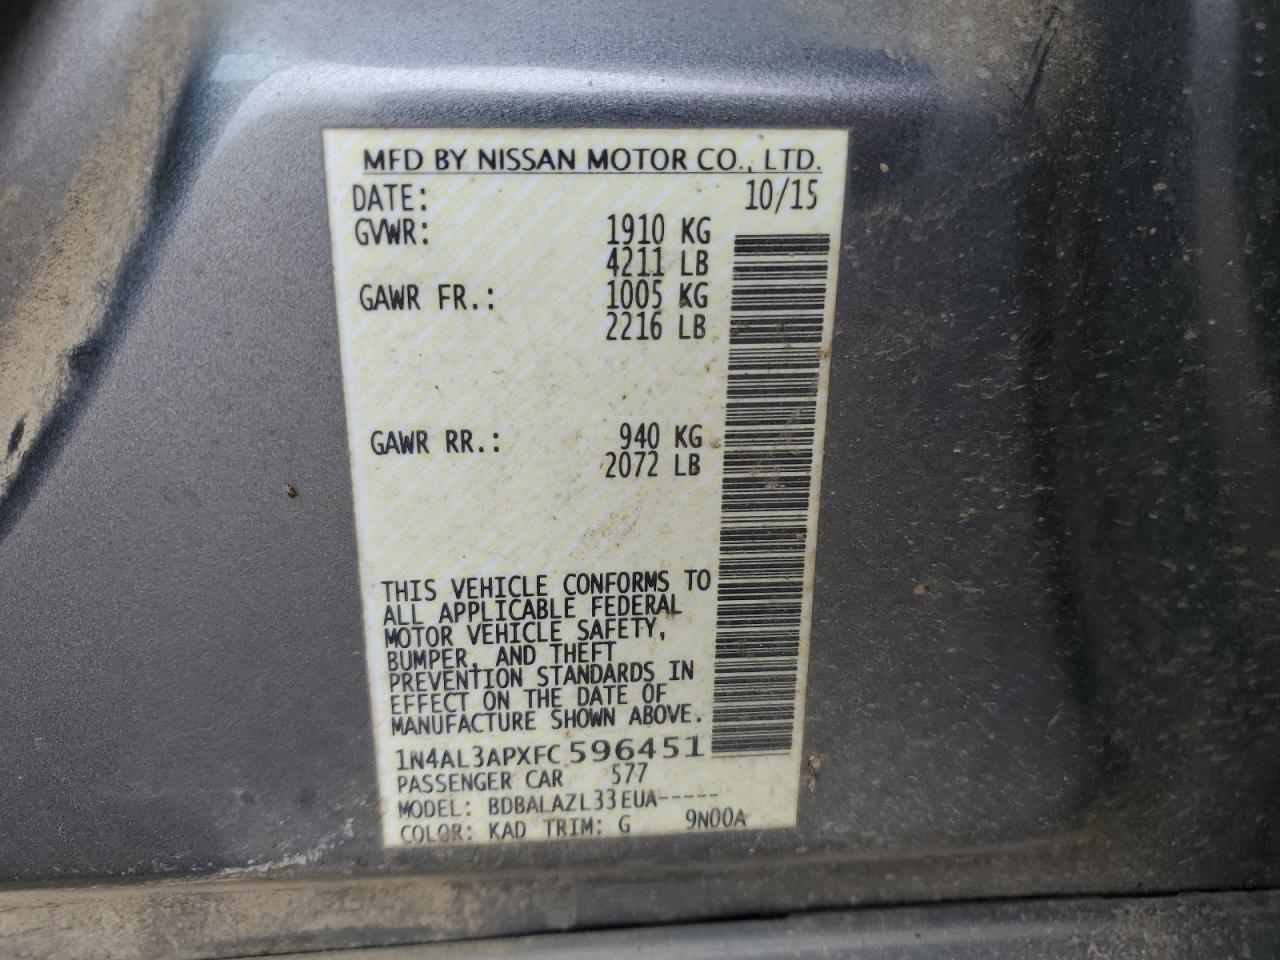 MFD BY NISSAN MOTOR CO., LTD.
DATE: 10/15
GVWR: 1910 KG
4211 LB
GAWR FR.: 1005 KG
2216 LB
GAWR RR.: 940 KG
2072 LB
THIS VEHICLE CONFORMS TO
ALL APPLICABLE FEDERAL
MOTOR VEHICLE SAFETY,
BUMPER, AND THEFT
PREVENTION STANDARDS IN
EFFECT ON THE DATE OF
MANUFACTURE SHOWN ABOVE.
1N4AL3APXFC 596451
PASSENGER CAR 577
MODEL: BDBALAZL33EUA-----
COLOR: KAD TRIM: G 9N00A